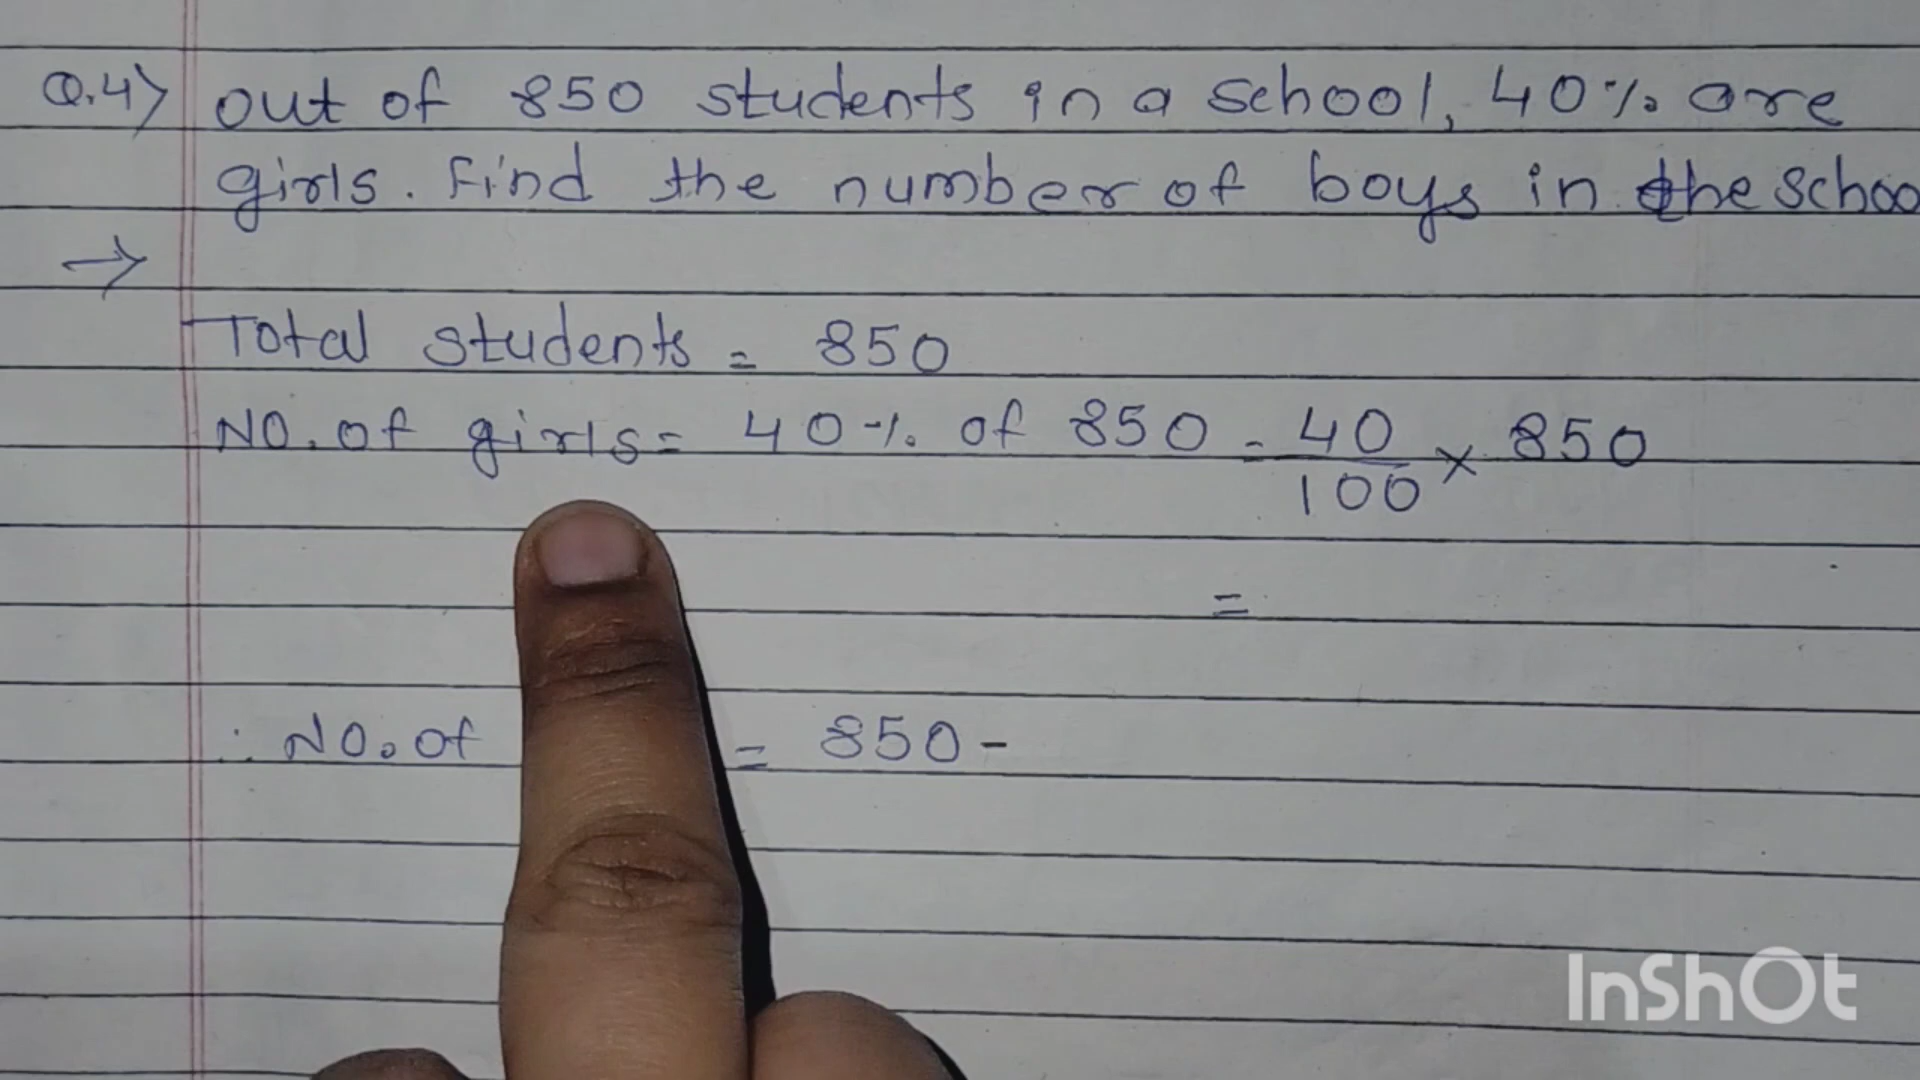 Q.4) out of 850 students in a school, 40% are
girls. Find the number of boys in the schoo
→
Total students = 850
NO. of girls = 40% of 850 = 40/100 × 850
=
∴ NO. of = 850 -
InShOt